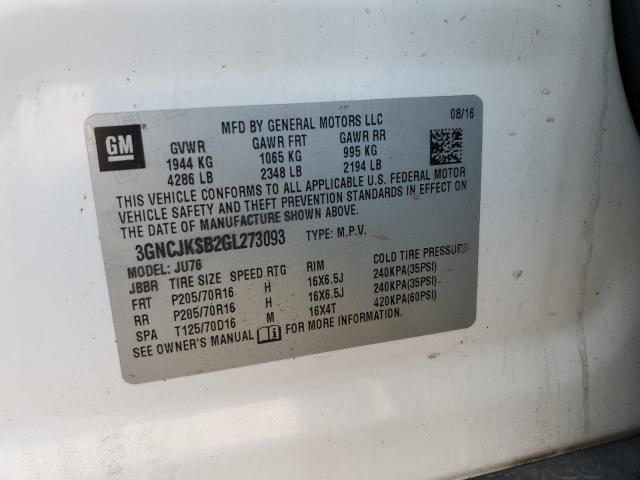 MFD BY GENERAL MOTORS LLC 08/16
GM
GVWR GAWR FRT GAWR RR
1944 KG 1065 KG 995 KG
4286 LB 2348 LB 2194 LB
THIS VEHICLE CONFORMS TO ALL APPLICABLE U.S. FEDERAL MOTOR
VEHICLE SAFETY AND THEFT PREVENTION STANDARDS IN EFFECT ON
THE DATE OF MANUFACTURE SHOWN ABOVE.
3GNCJKSB2GL273093 TYPE: M.P.V.
MODEL: JU76
JBBR TIRE SIZE SPEED RTG RIM COLD TIRE PRESSURE
FRT P205/70R16 H 16X6.5J 240KPA(35PSI)
RR P205/70R16 H 16X6.5J 240KPA(35PSI)
SPA T125/70D16 M 16X4T 420KPA(60PSI)
SEE OWNER'S MANUAL FOR MORE INFORMATION.